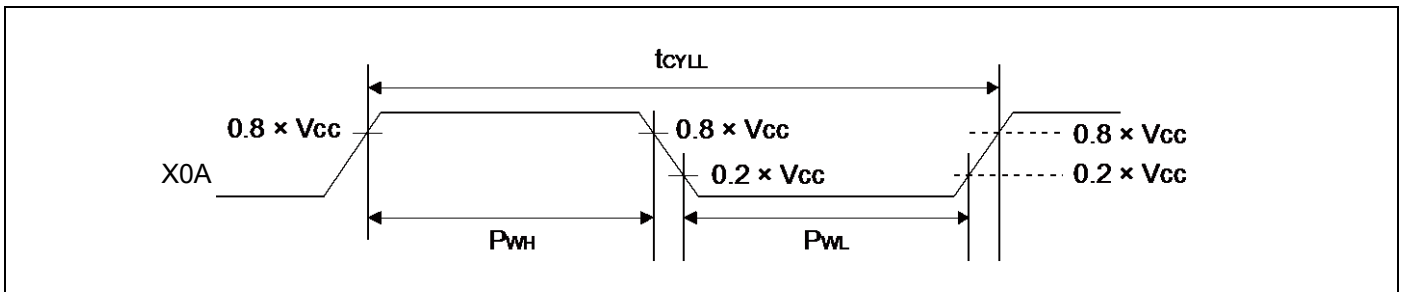 tCYLL
0.8 × Vcc
0.8 × Vcc
0.8 × Vcc
X0A
0.2 × Vcc
0.2 × Vcc
PWH
PWL